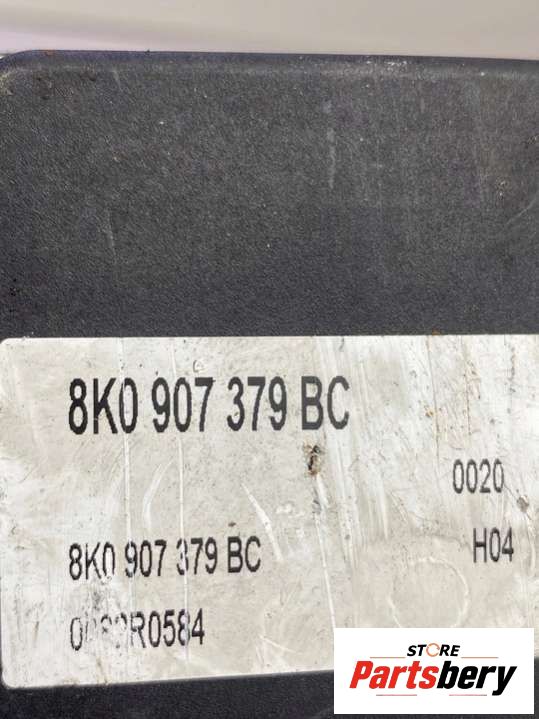 8K0 907 379 BC
0020
8K0 907 379 BC
H04
STORE
Partsbery